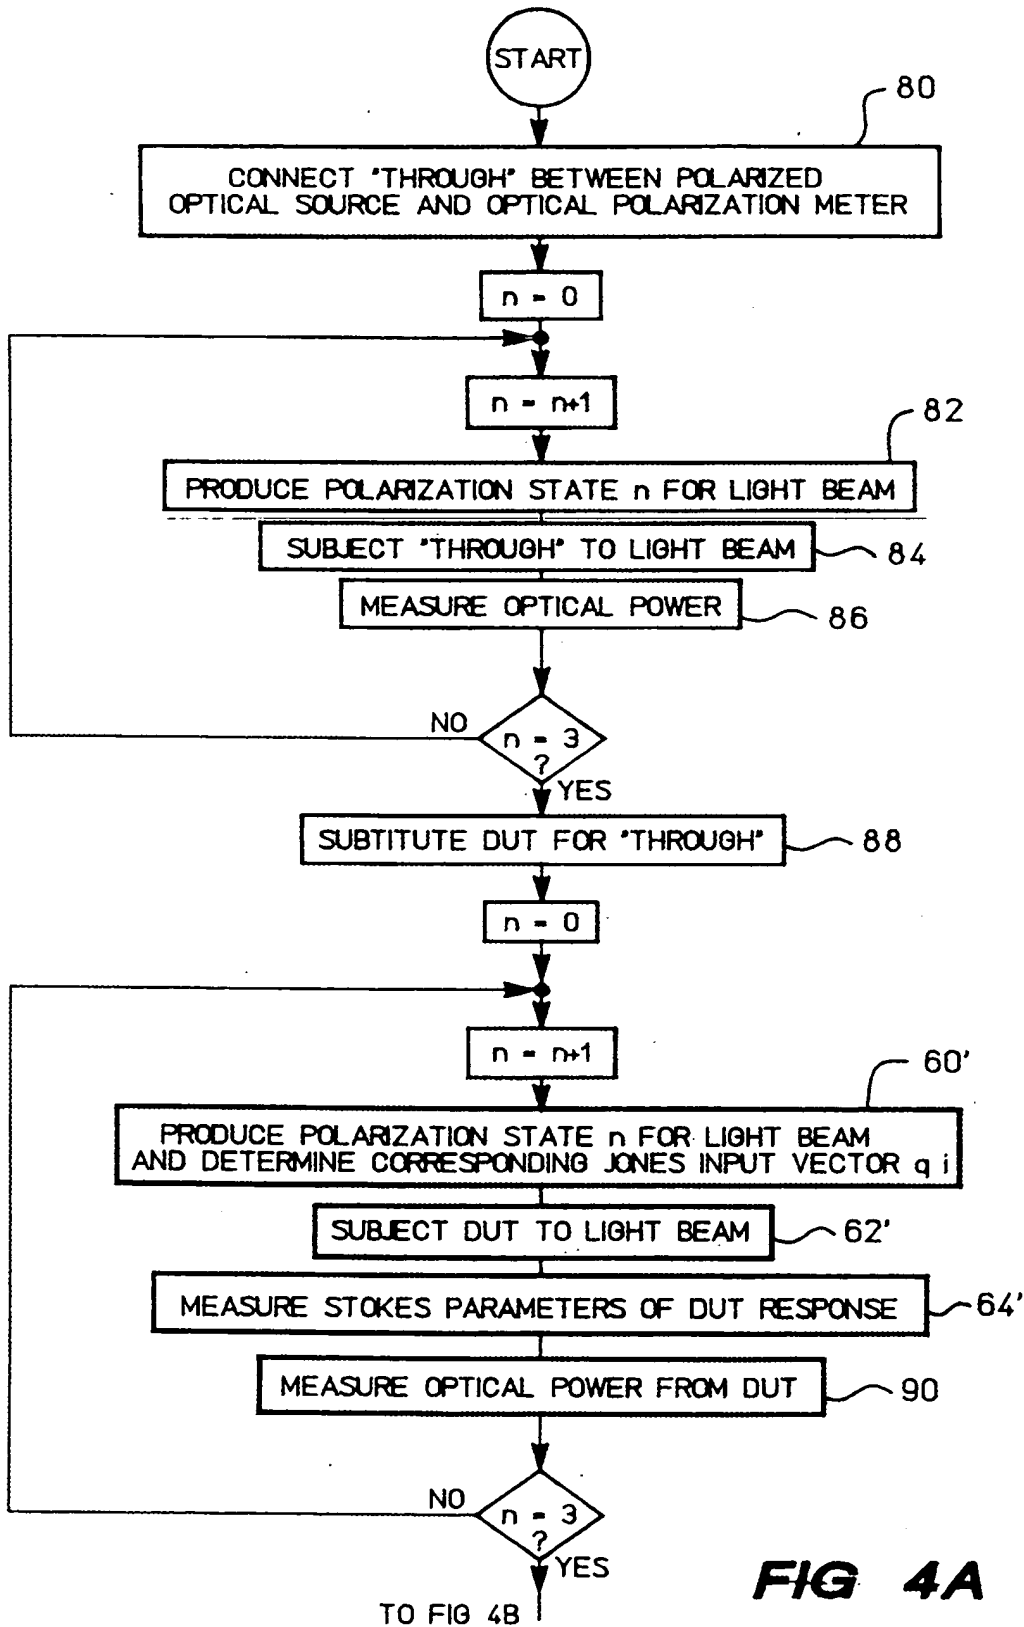 START
80
CONNECT "THROUGH" BETWEEN POLARIZED
OPTICAL SOURCE AND OPTICAL POLARIZATION METER
n = 0
n = n+1
82
PRODUCE POLARIZATION STATE n FOR LIGHT BEAM
SUBJECT "THROUGH" TO LIGHT BEAM
84
MEASURE OPTICAL POWER
86
NO
n = 3
?
YES
SUBTITUTE DUT FOR "THROUGH"
88
n = 0
n = n+1
60'
PRODUCE POLARIZATION STATE n FOR LIGHT BEAM
AND DETERMINE CORRESPONDING JONES INPUT VECTOR q i
SUBJECT DUT TO LIGHT BEAM
62'
MEASURE STOKES PARAMETERS OF DUT RESPONSE
64'
MEASURE OPTICAL POWER FROM DUT
90
NO
n = 3
?
YES
TO FIG 4B
FIG 4A